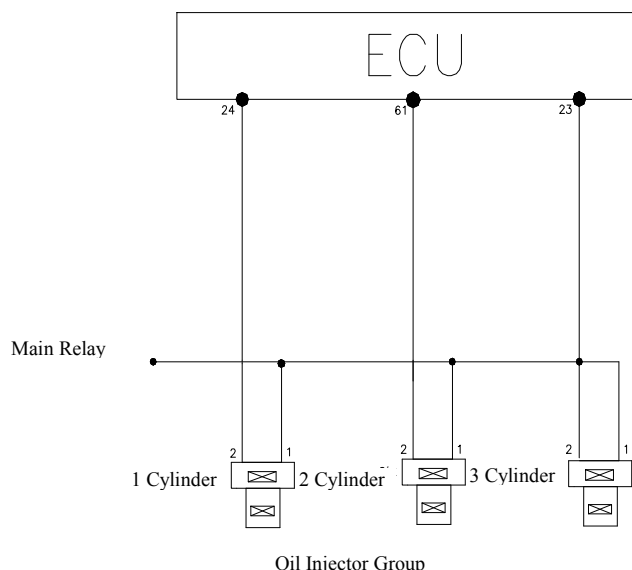 ECU
24 61 23
Main Relay
2 1 2 1 2 1
1 Cylinder 2 Cylinder 3 Cylinder
Oil Injector Group